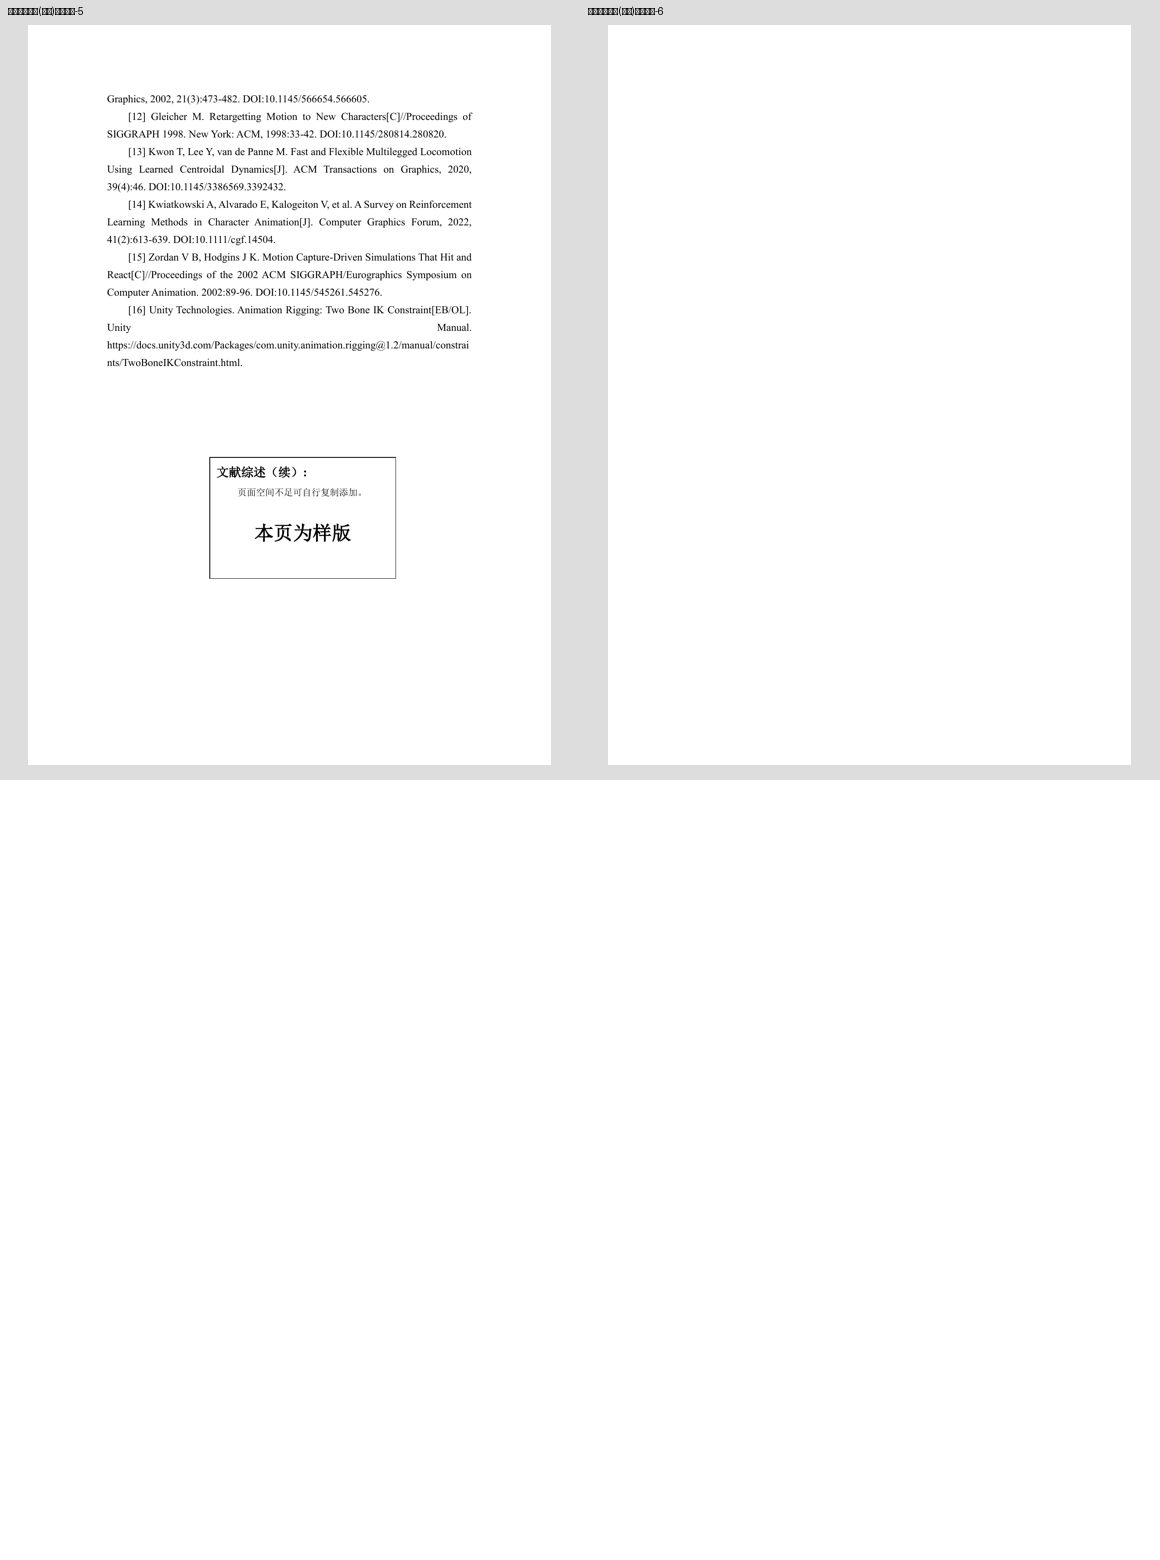 Graphics, 2002, 21(3):473-482. DOI:10.1145/566654.566605.
[12] Gleicher M. Retargetting Motion to New Characters[C]//Proceedings of
SIGGRAPH 1998. New York: ACM, 1998:33-42. DOI:10.1145/280814.280820.
[13] Kwon T, Lee Y, van de Panne M. Fast and Flexible Multilegged Locomotion
Using Learned Centroidal Dynamics[J]. ACM Transactions on Graphics, 2020,
39(4):46. DOI:10.1145/3386569.3392432.
[14] Kwiatkowski A, Alvarado E, Kalogeiton V, et al. A Survey on Reinforcement
Learning Methods in Character Animation[J]. Computer Graphics Forum, 2022,
41(2):613-639. DOI:10.1111/cgf.14504.
[15] Zordan V B, Hodgins J K. Motion Capture-Driven Simulations That Hit and
React[C]//Proceedings of the 2002 ACM SIGGRAPH/Eurographics Symposium on
Computer Animation. 2002:89-96. DOI:10.1145/545261.545276.
[16] Unity Technologies. Animation Rigging: Two Bone IK Constraint[EB/OL].
Unity Manual.
https://docs.unity3d.com/Packages/com.unity.animation.rigging@1.2/manual/constrai
nts/TwoBoneIKConstraint.html.
文献综述（续）：
页面空间不足可自行复制添加。
本页为样版